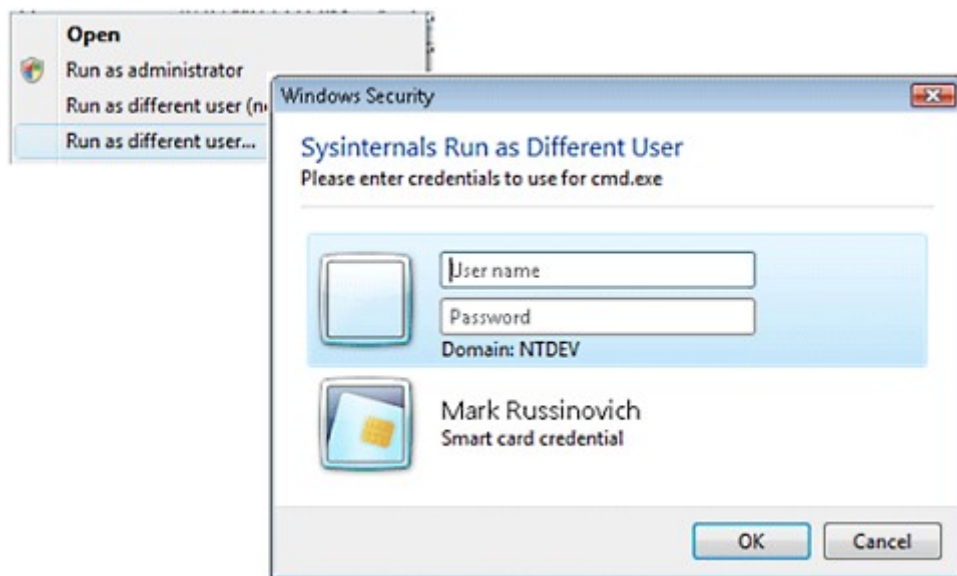 Open
Run as administrator
Run as different user (n
Run as different user...
Windows Security
Sysinternals Run as Different User
Please enter credentials to use for cmd.exe
User name
Password
Domain: NTDEV
Mark Russinovich
Smart card credential
OK
Cancel